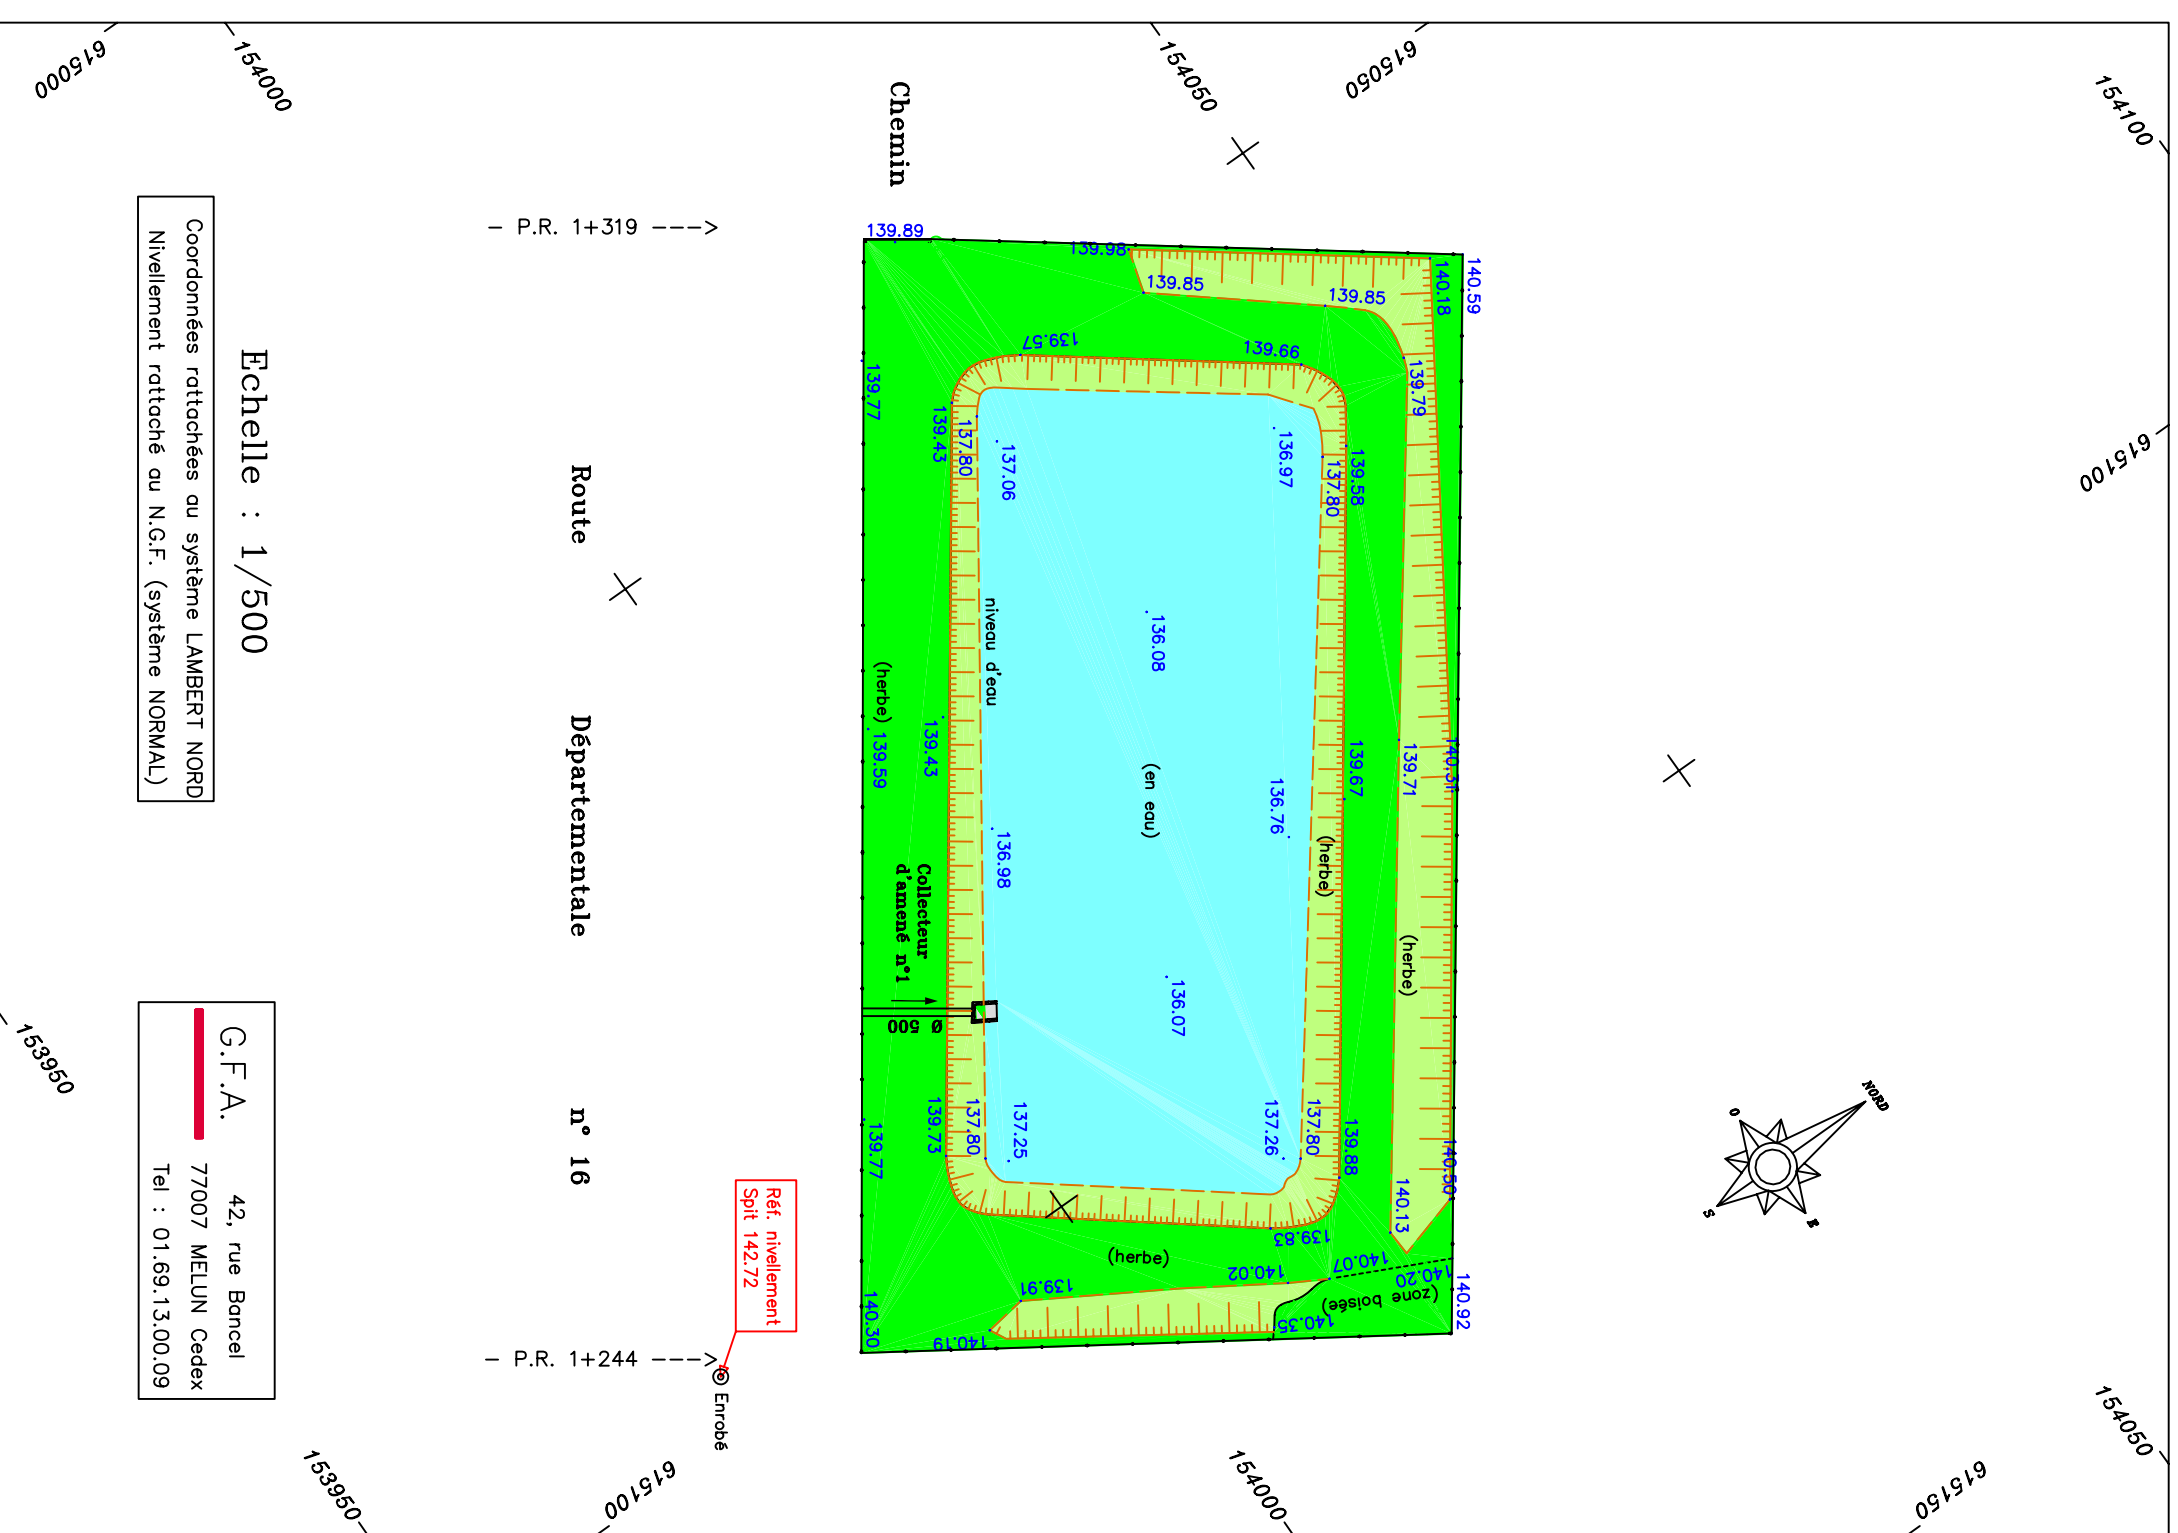 615000
154000
154050
615050
154100
615100
153950
153950
615100
154000
615150
154050
Chemin
- P.R. 1+319 --->
Echelle : 1/500
Coordonnées rattachées au système LAMBERT NORD
Nivellement rattaché au N.G.F. (système NORMAL)
Route Départementale n° 16
G.F.A.
42, rue Bancel
77007 MELUN Cedex
Tel : 01.69.13.00.09
Réf. nivellement
Spit 142.72
- P.R. 1+244 --->
Enrobé
NORD
O
S
E
139.89
139.98
139.85
139.85
140.18
140.59
139.57
139.66
139.77
139.43
137.80
137.06
136.97
137.80
139.58
139.79
niveau d'eau
136.08
(herbe)
139.59
139.43
(en eau)
136.76
139.67
139.71
140.31
(herbe)
(herbe)
136.98
Collecteur
d'amené n°1
Ø 500
136.07
139.77
139.73
137.80
137.25
137.26
137.80
139.88
140.13
140.50
139.83
(herbe)
140.02
140.07
140.20
(zone boisée)
140.92
139.91
140.35
140.19
140.30